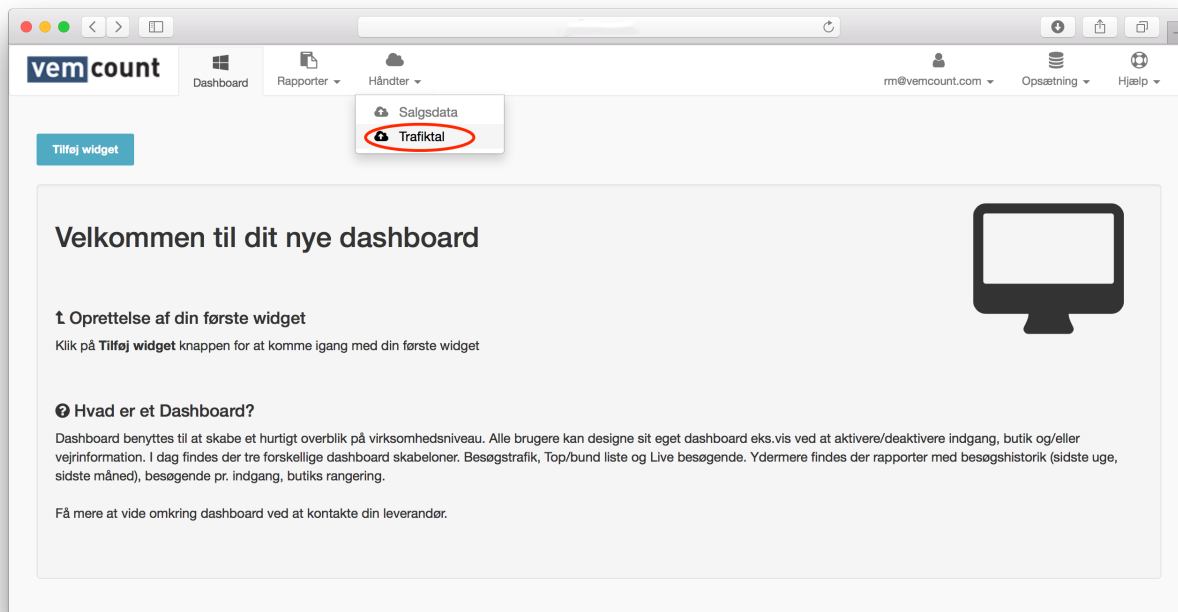 vemcount
Dashboard
Rapporter
Håndter
rm@vemcount.com
Opsætning
Hjælp
Salgsdata
Trafiktal
Tilføj widget
Velkommen til dit nye dashboard
Oprettelse af din første widget
Klik på Tilføj widget knappen for at komme igang med din første widget
Hvad er et Dashboard?
Dashboard benyttes til at skabe et hurtigt overblik på virksomhedsniveau. Alle brugere kan designe sit eget dashboard eks.vis ved at aktivere/deaktivere indgang, butik og/eller
vejrinformation. I dag findes der tre forskellige dashboard skabeloner. Besøgstrafik, Top/bund liste og Live besøgende. Ydermere findes der rapporter med besøgshistorik (sidste uge,
sidste måned), besøgende pr. indgang, butiks rangering.
Få mere at vide omkring dashboard ved at kontakte din leverandør.